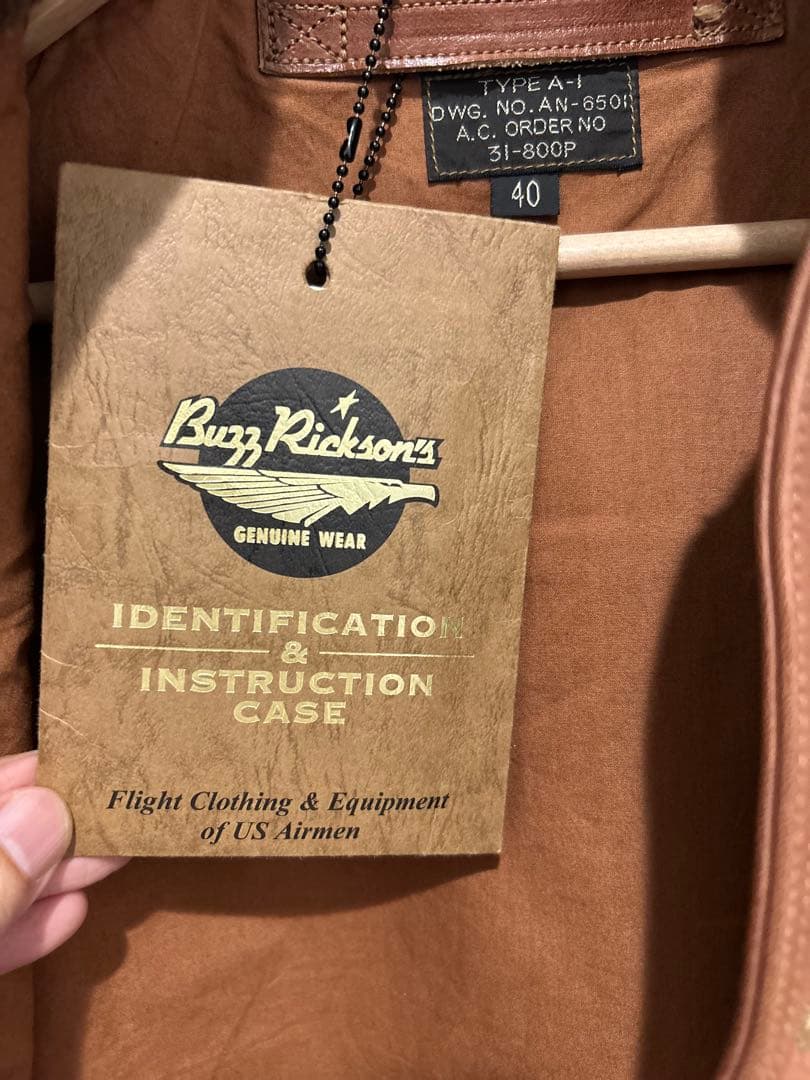 TYPE A-1
DWG. NO. AN-6501
A.C. ORDER NO
31-800P
40
Buzz Rickson's
GENUINE WEAR
IDENTIFICATION
&
INSTRUCTION
CASE
Flight Clothing & Equipment
of US Airmen